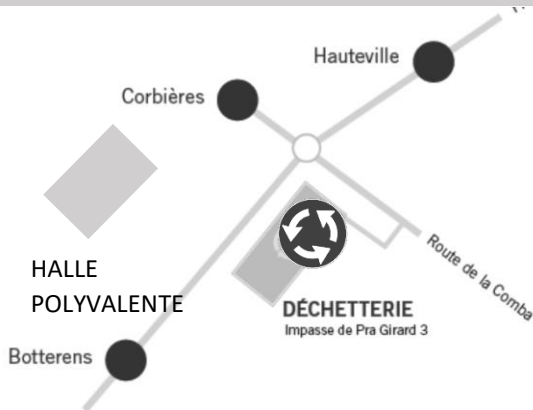 Hauteville
Corbières
HALLE
POLYVALENTE
Route de la Comba
DÉCHETTERIE
Impasse de Pra Girard 3
Botterens